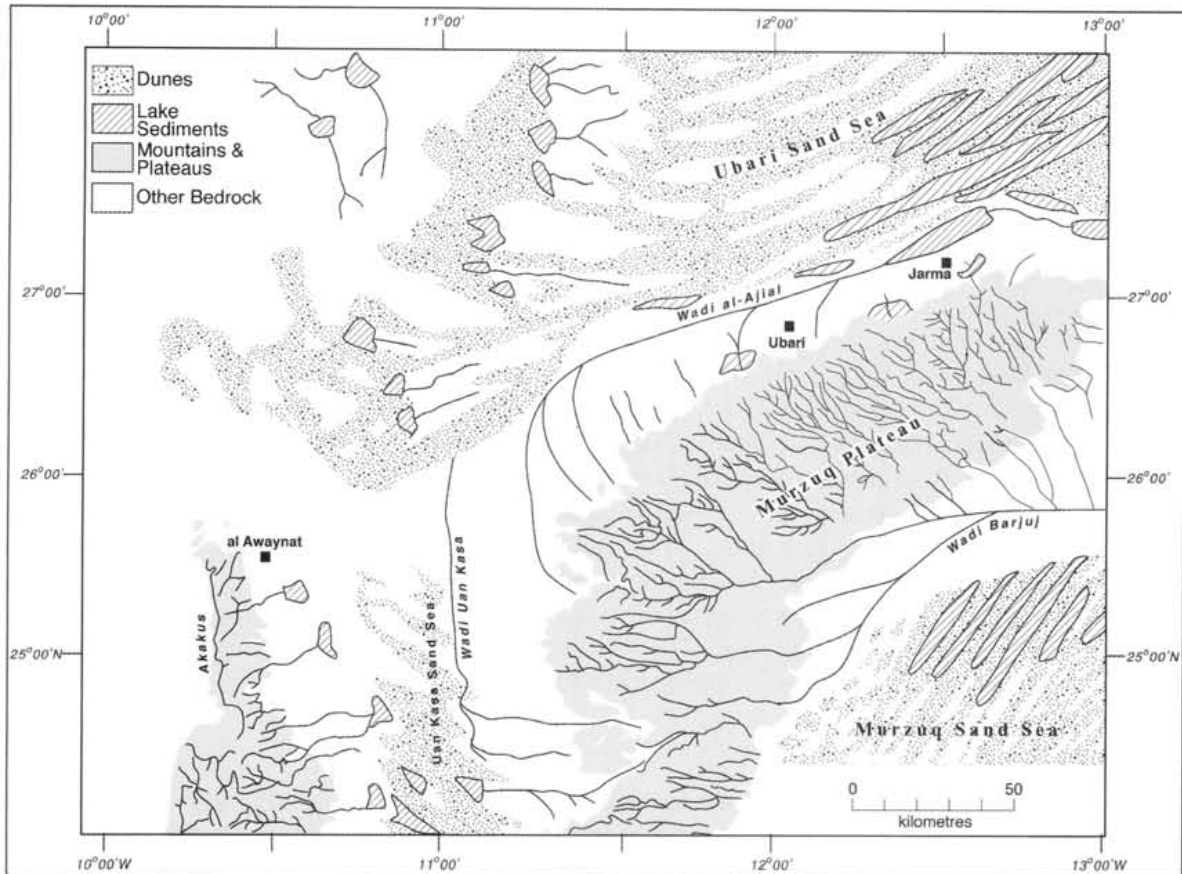 10°00' 11°00' 12°00' 13°00'
Dunes
Lake
Sediments
Mountains &
Plateaus
Other Bedrock
Ubari Sand Sea
Jarma
27°00' 27°00'
Wadi al-Ajial
Ubari
Murzuq Plateau
26°00' 26°00'
Wadi Barjuj
al Awaynat
Akakus
Uan Kasa Sand Sea
Wadi Uan Kasa
25°00'N 25°00'N
Murzuq Sand Sea
0 50
kilometres
10°00'W 11°00' 12°00' 13°00'W